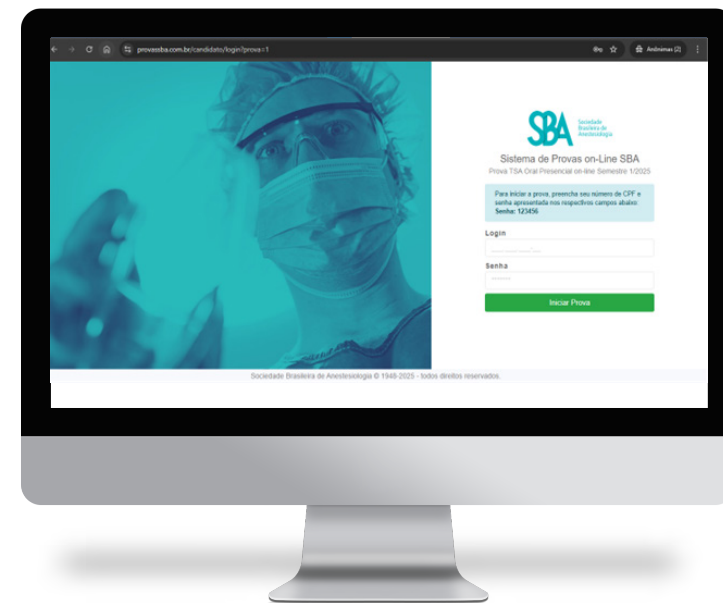 provassba.com.br/candidato/login?prova=1
Anônimas (2)
SBA
Sociedade
Brasileira de
Anestesiologia
Sistema de Provas on-Line SBA
Prova TSA Oral Presencial on-line Semestre 1/2025
Para iniciar a prova, preencha seu número de CPF e
senha apresentada nos respectivos campos abaixo:
Senha: 123456
Login
Senha
Iniciar Prova
Sociedade Brasileira de Anestesiologia © 1948-2025 - todos direitos reservados.